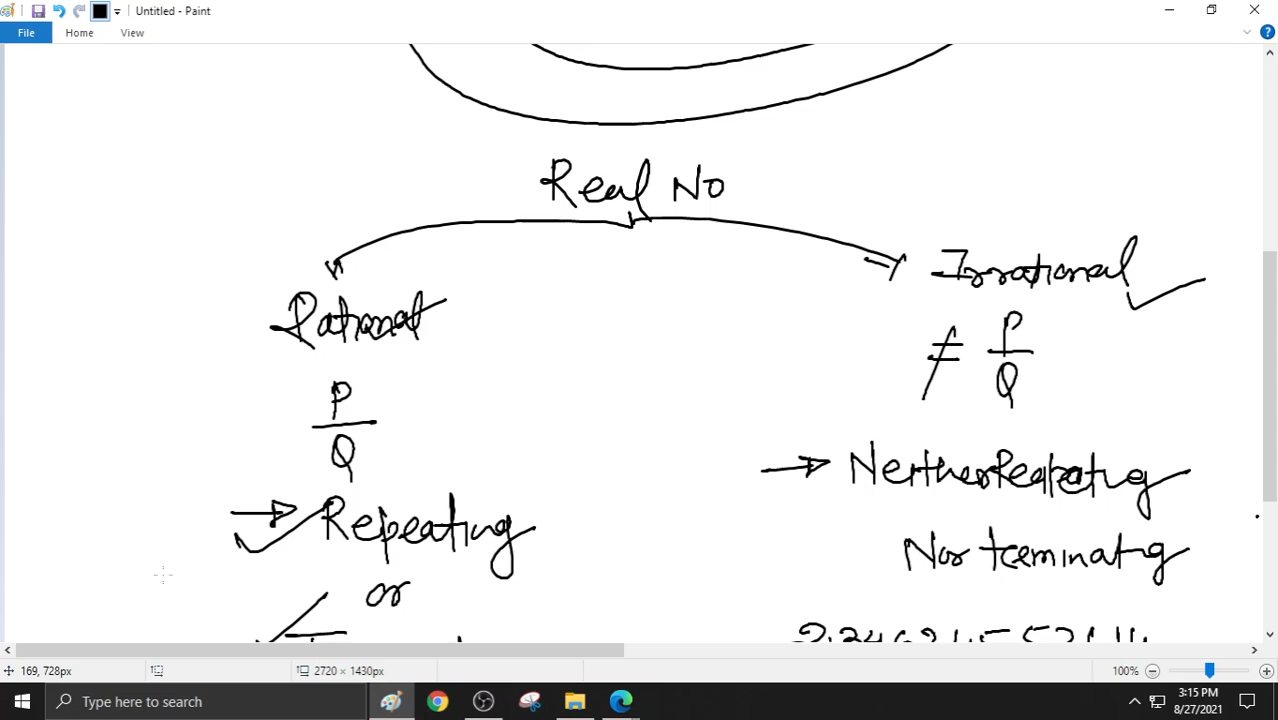 Untitled - Paint
File Home View
Real No
Irrational
Rational
≠ P/Q
P/Q
→ Neither Repeating
→ Repeating
Nor terminating
or
169, 728px 2720 × 1430px 100%
Type here to search
3:15 PM
8/27/2021